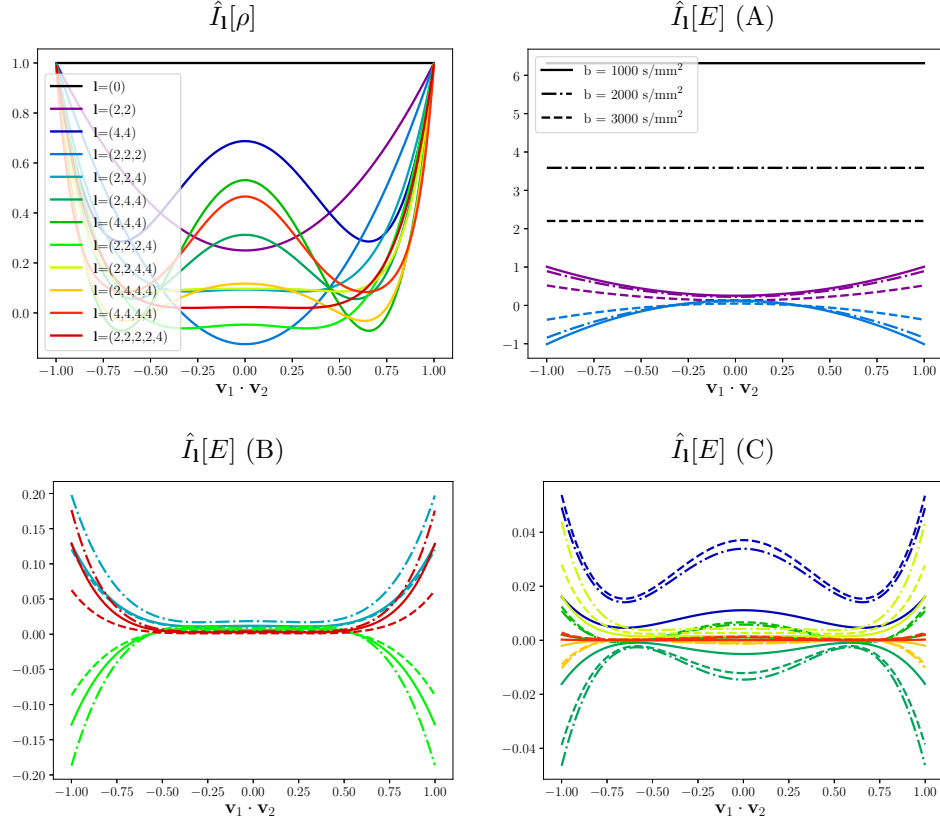 Î_l[ρ]
1.0
0.8
0.6
0.4
0.2
0.0
l=(0)
l=(2,2)
l=(4,4)
l=(2,2,2)
l=(2,2,4)
l=(2,4,4)
l=(4,4,4)
l=(2,2,2,4)
l=(2,2,4,4)
l=(2,4,4,4)
l=(4,4,4,4)
l=(2,2,2,2,4)
−1.00 −0.75 −0.50 −0.25 0.00 0.25 0.50 0.75 1.00
v₁ · v₂
Î_l[E] (A)
6
5
4
3
2
1
0
−1
b = 1000 s/mm²
b = 2000 s/mm²
b = 3000 s/mm²
−1.00 −0.75 −0.50 −0.25 0.00 0.25 0.50 0.75 1.00
v₁ · v₂
Î_l[E] (B)
0.20
0.15
0.10
0.05
0.00
−0.05
−0.10
−0.15
−0.20
−1.00 −0.75 −0.50 −0.25 0.00 0.25 0.50 0.75 1.00
v₁ · v₂
Î_l[E] (C)
0.04
0.02
0.00
−0.02
−0.04
−1.00 −0.75 −0.50 −0.25 0.00 0.25 0.50 0.75 1.00
v₁ · v₂